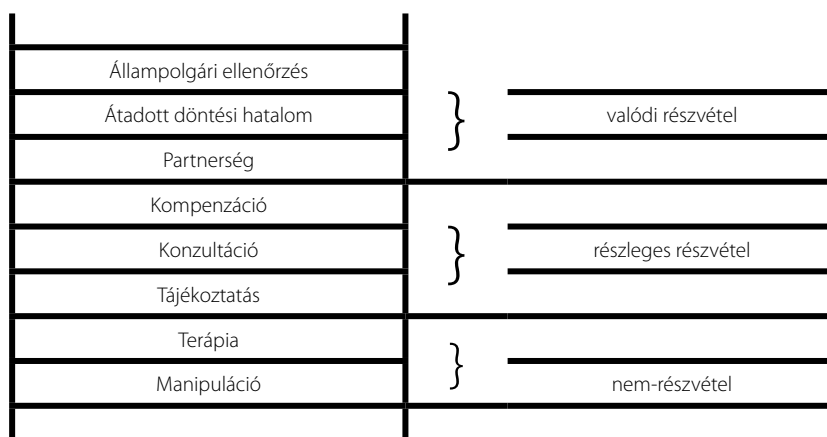 Állampolgári ellenőrzés
Átadott döntési hatalom } valódi részvétel
Partnerség
Kompenzáció
Konzultáció } részleges részvétel
Tájékoztatás
Terápia
} 
Manipuláció nem-részvétel